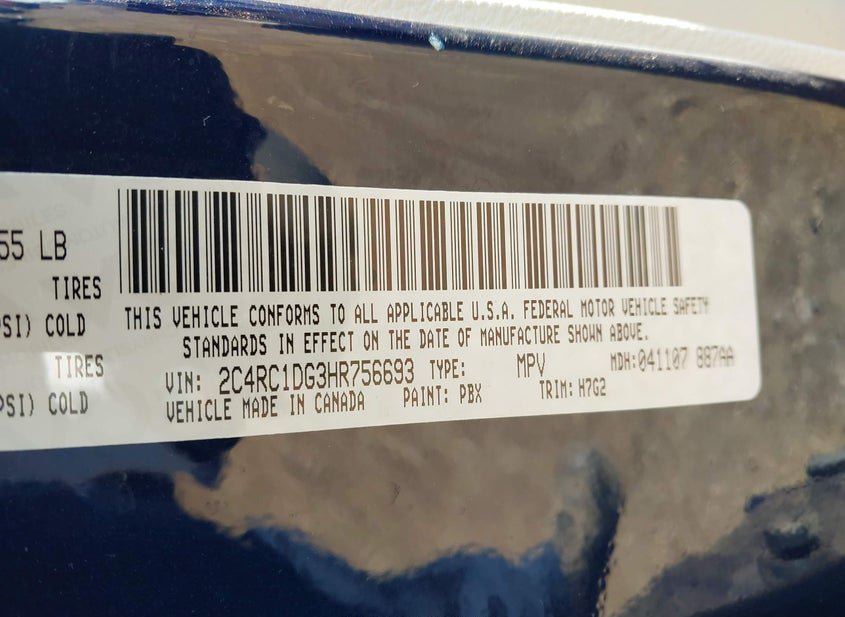 55 LB
TIRES
PSI) COLD
TIRES
PSI) COLD
THIS VEHICLE CONFORMS TO ALL APPLICABLE U.S.A. FEDERAL MOTOR VEHICLE SAFETY
STANDARDS IN EFFECT ON THE DATE OF MANUFACTURE SHOWN ABOVE.
VIN: 2C4RC1DG3HR756693 TYPE: MPV MDH: 041107 887AA
VEHICLE MADE IN CANADA PAINT: PBX TRIM: H7G2